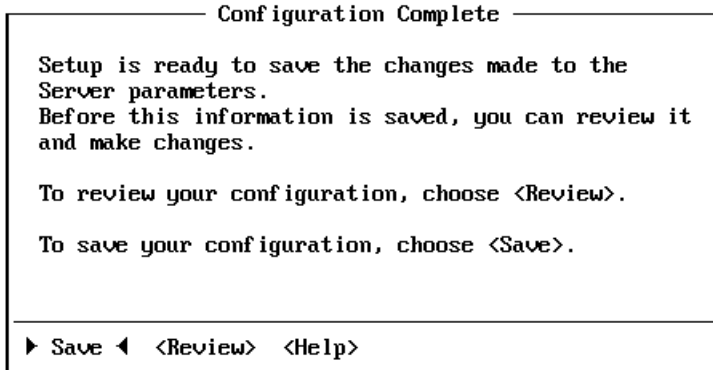 Configuration Complete
Setup is ready to save the changes made to the
Server parameters.
Before this information is saved, you can review it
and make changes.
To review your configuration, choose <Review>.
To save your configuration, choose <Save>.
Save <Review> <Help>